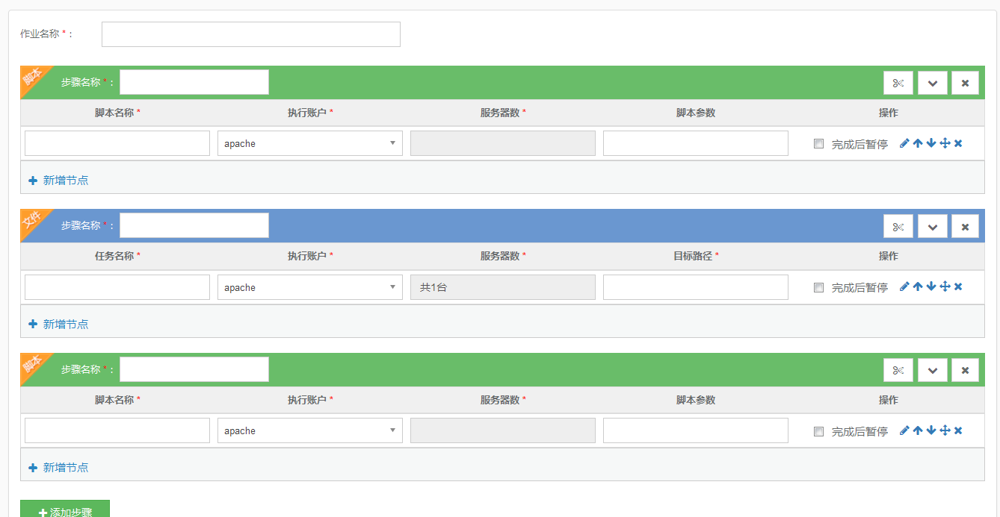 作业名称 * :
脚本 步骤名称 * :
脚本名称 * 执行账户 * 服务器数 * 脚本参数 操作
apache 完成后暂停
新增节点
文件 步骤名称 * :
任务名称 * 执行账户 * 服务器数 * 目标路径 * 操作
apache 共1台 完成后暂停
新增节点
脚本 步骤名称 * :
脚本名称 * 执行账户 * 服务器数 * 脚本参数 操作
apache 完成后暂停
新增节点
添加步骤